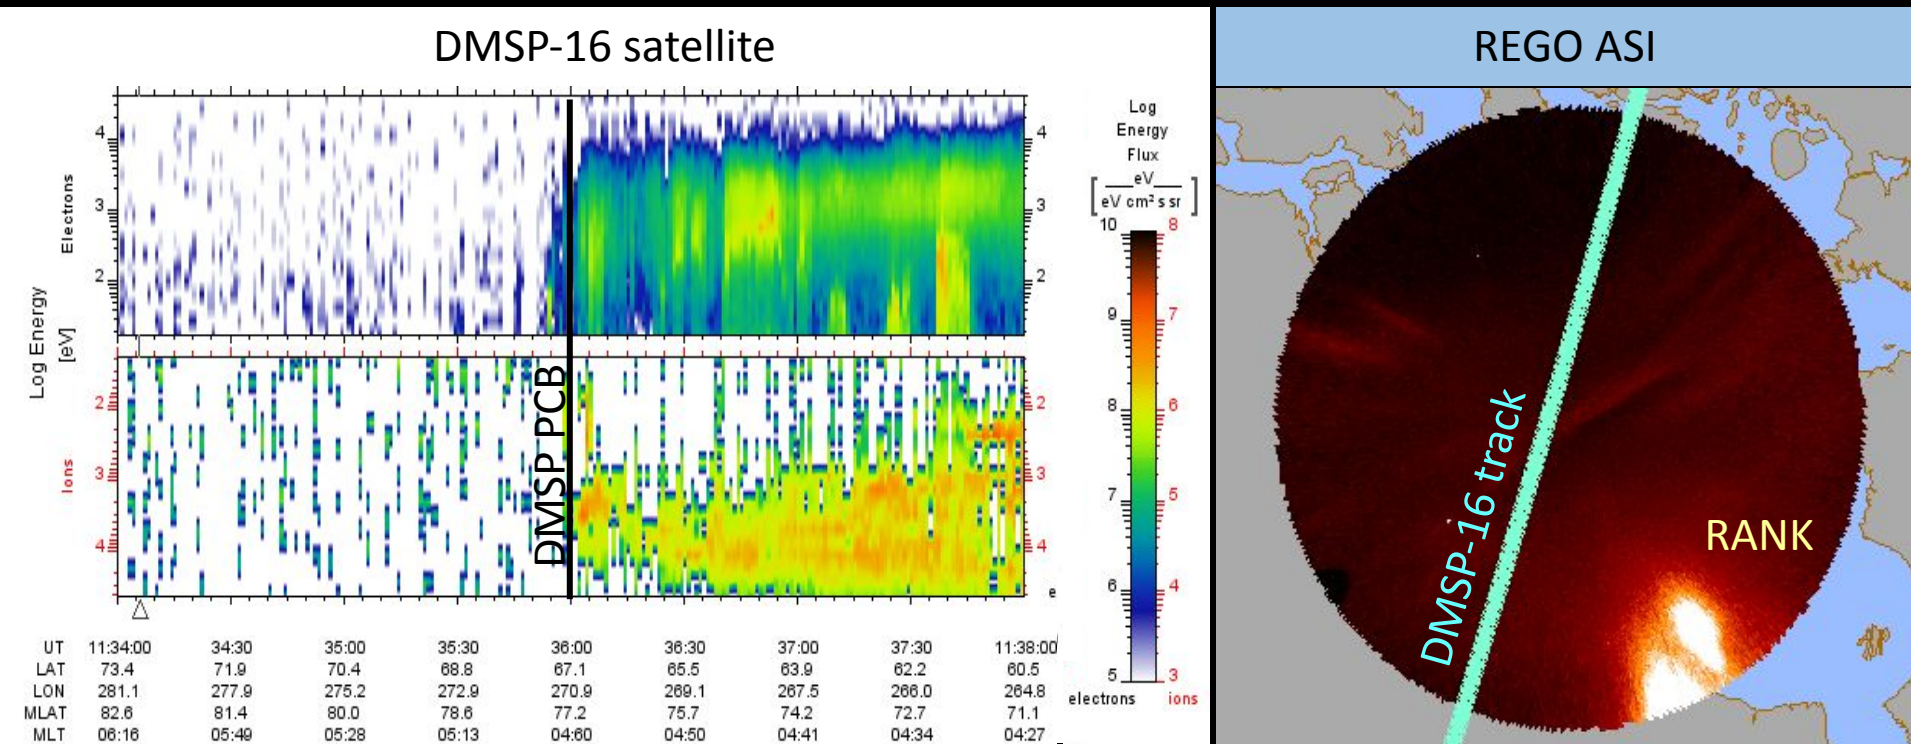 DMSP-16 satellite
REGO ASI
4
3
2
Electrons
4
3
2
Log Energy
[eV]
2
3
4
Ions
2
3
4
e
DMSP PCB
Log
Energy
Flux
eV
eV cm² s sr
10 8
9 7
8 6
7 5
6 4
5 3
electrons ions
UT 11:34:00 34:30 35:00 35:30 36:00 36:30 37:00 37:30 11:38:00
LAT 73.4 71.9 70.4 68.8 67.1 65.5 63.9 62.2 60.5
LON 281.1 277.9 275.2 272.9 270.9 269.1 267.5 266.0 264.8
MLAT 82.6 81.4 80.0 78.6 77.2 75.7 74.2 72.7 71.1
MLT 06:16 05:49 05:28 05:13 04:60 04:50 04:41 04:34 04:27
DMSP-16 track
RANK